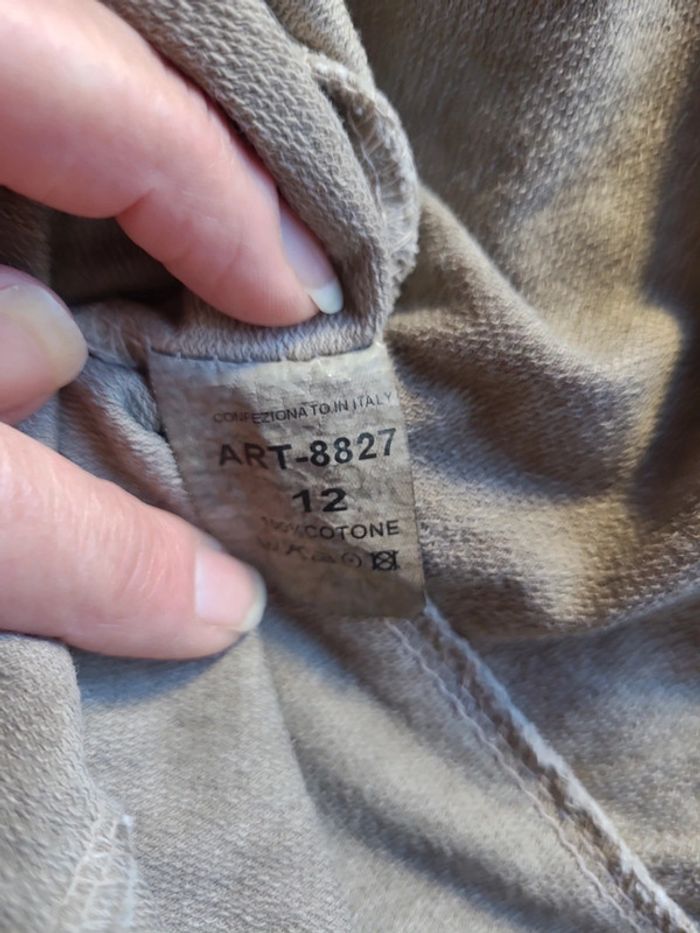 CONFEZIONATO IN ITALY
ART-8827
12
100% COTONE